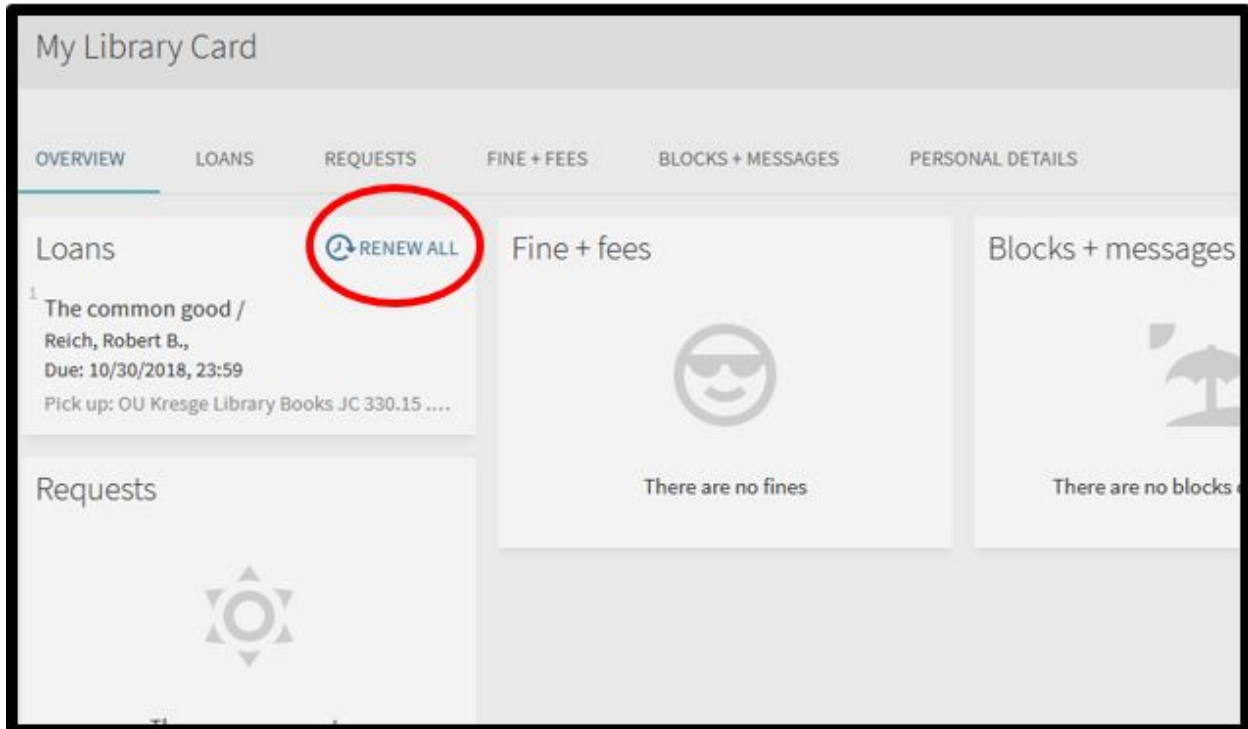 My Library Card
OVERVIEW LOANS REQUESTS FINE + FEES BLOCKS + MESSAGES PERSONAL DETAILS
Loans
RENEW ALL
1
The common good /
Reich, Robert B.,
Due: 10/30/2018, 23:59
Pick up: OU Kresge Library Books JC 330.15 ....
Requests
Fine + fees
There are no fines
Blocks + messages
There are no blocks